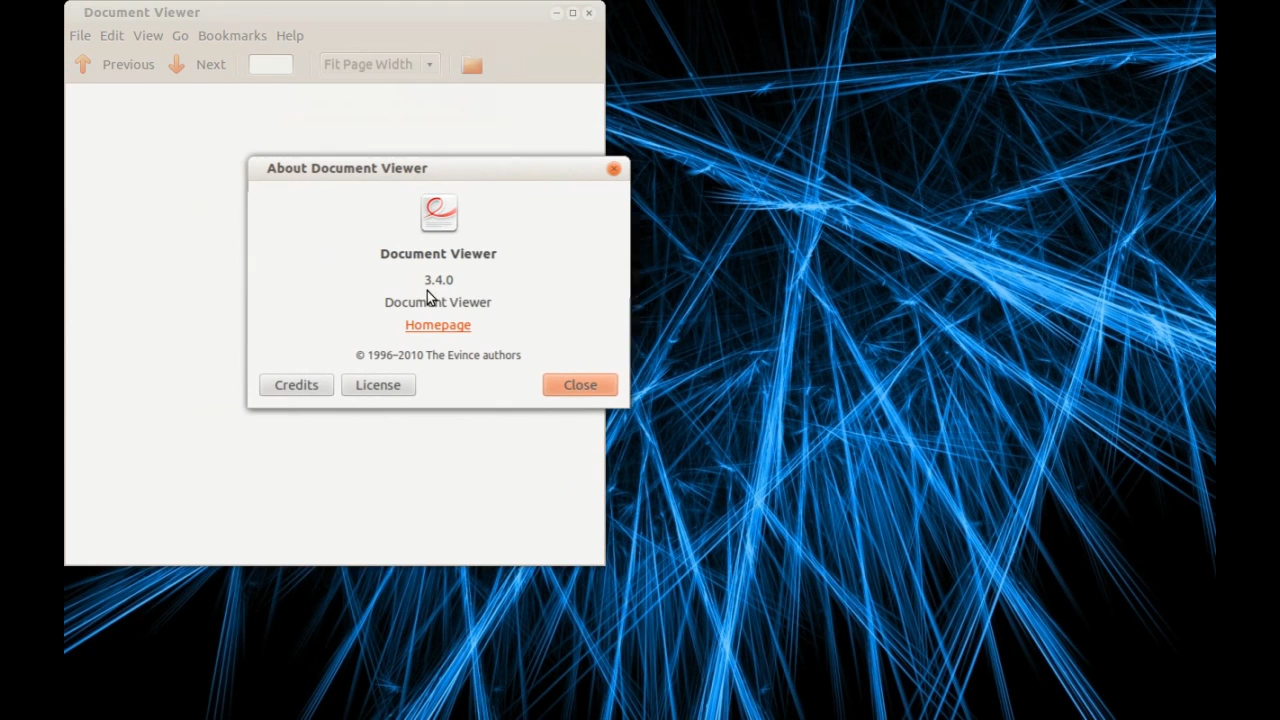 Document Viewer
File Edit View Go Bookmarks Help
Previous Next Fit Page Width
About Document Viewer
Document Viewer
3.4.0
Document Viewer
Homepage
© 1996–2010 The Evince authors
Credits License Close